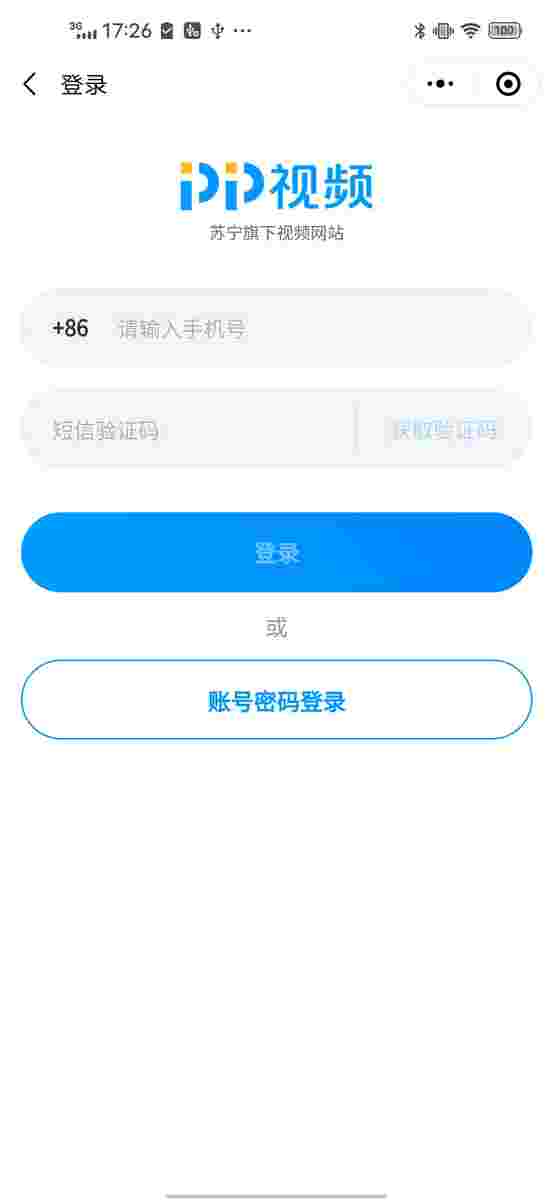 3G 17:26 100
登录
PP视频
苏宁旗下视频网站
+86 请输入手机号
短信验证码 获取验证码
登录
或
账号密码登录